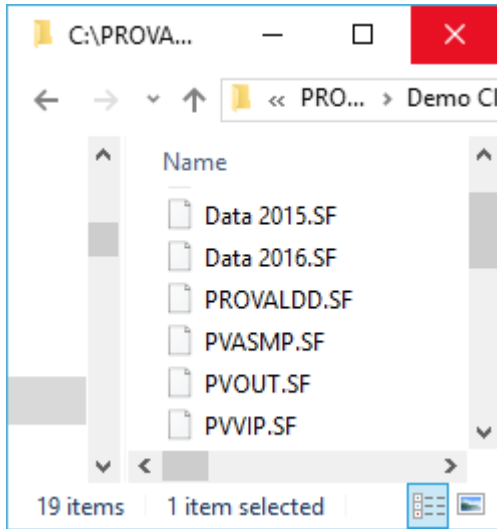 C:\PROVA...
« PRO... > Demo Cl
Name
Data 2015.SF
Data 2016.SF
PROVALDD.SF
PVASMP.SF
PVOUT.SF
PVVIP.SF
19 items 1 item selected